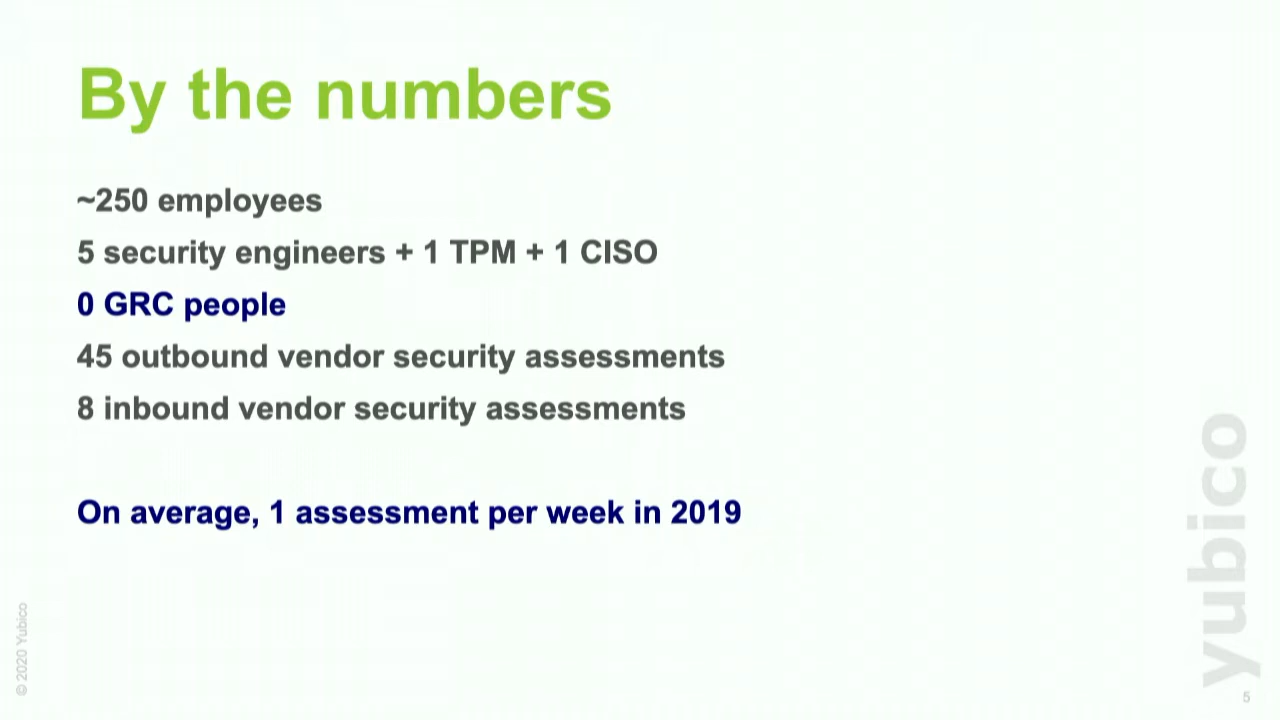 By the numbers
~250 employees
5 security engineers + 1 TPM + 1 CISO
0 GRC people
45 outbound vendor security assessments
8 inbound vendor security assessments
On average, 1 assessment per week in 2019
yubico
© 2020 Yubico
5